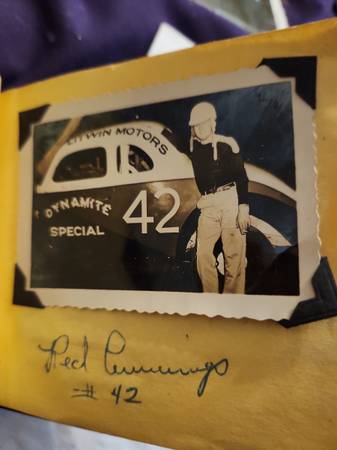 LITWIN MOTORS
DYNAMITE
SPECIAL
42
Red Cummings
# 42